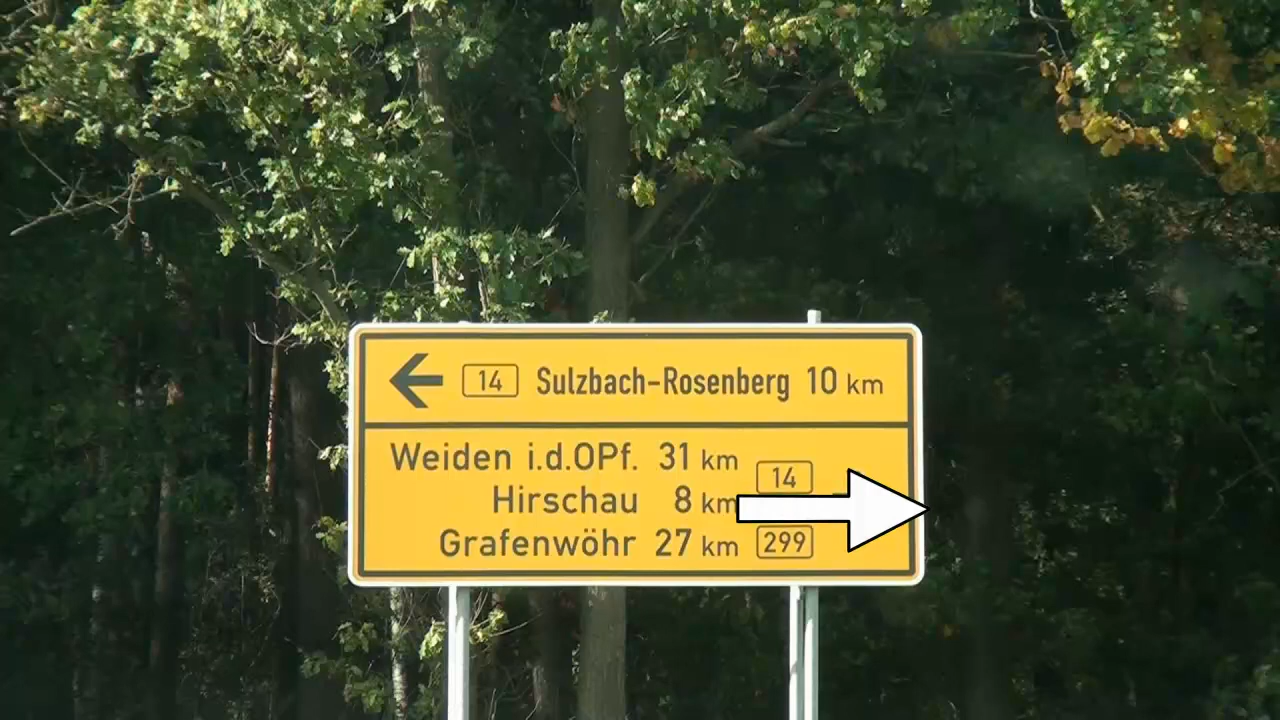 14 Sulzbach-Rosenberg 10 km
Weiden i.d.OPf. 31 km 14
Hirschau 8 km
Grafenwöhr 27 km 299